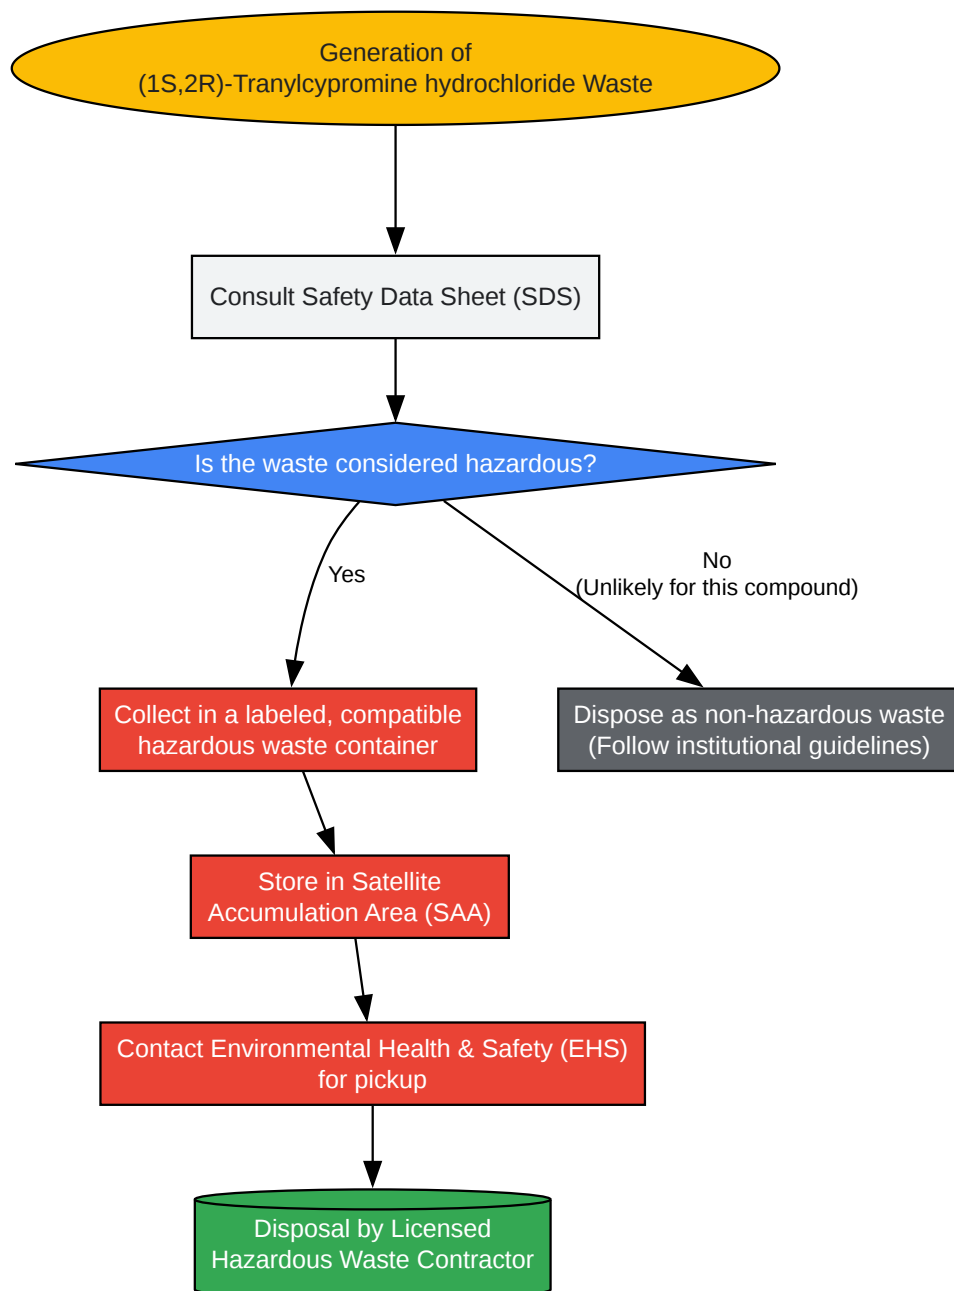 Generation of
(1S,2R)-Tranylcypromine hydrochloride Waste
Consult Safety Data Sheet (SDS)
Is the waste considered hazardous?
Yes
No
(Unlikely for this compound)
Collect in a labeled, compatible
hazardous waste container
Dispose as non-hazardous waste
(Follow institutional guidelines)
Store in Satellite
Accumulation Area (SAA)
Contact Environmental Health & Safety (EHS)
for pickup
Disposal by Licensed
Hazardous Waste Contractor